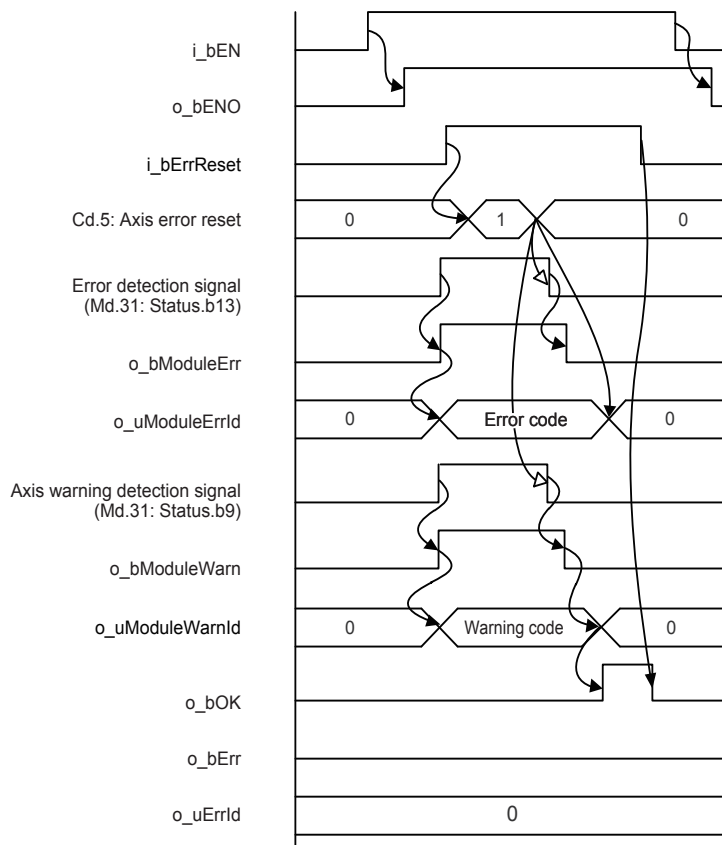 i_bEN
o_bENO
i_bErrReset
Cd.5: Axis error reset
0
1
0
Error detection signal
(Md.31: Status.b13)
o_bModuleErr
o_uModuleErrId
0
Error code
0
Axis warning detection signal
(Md.31: Status.b9)
o_bModuleWarn
o_uModuleWarnId
0
Warning code
0
o_bOK
o_bErr
o_uErrId
0